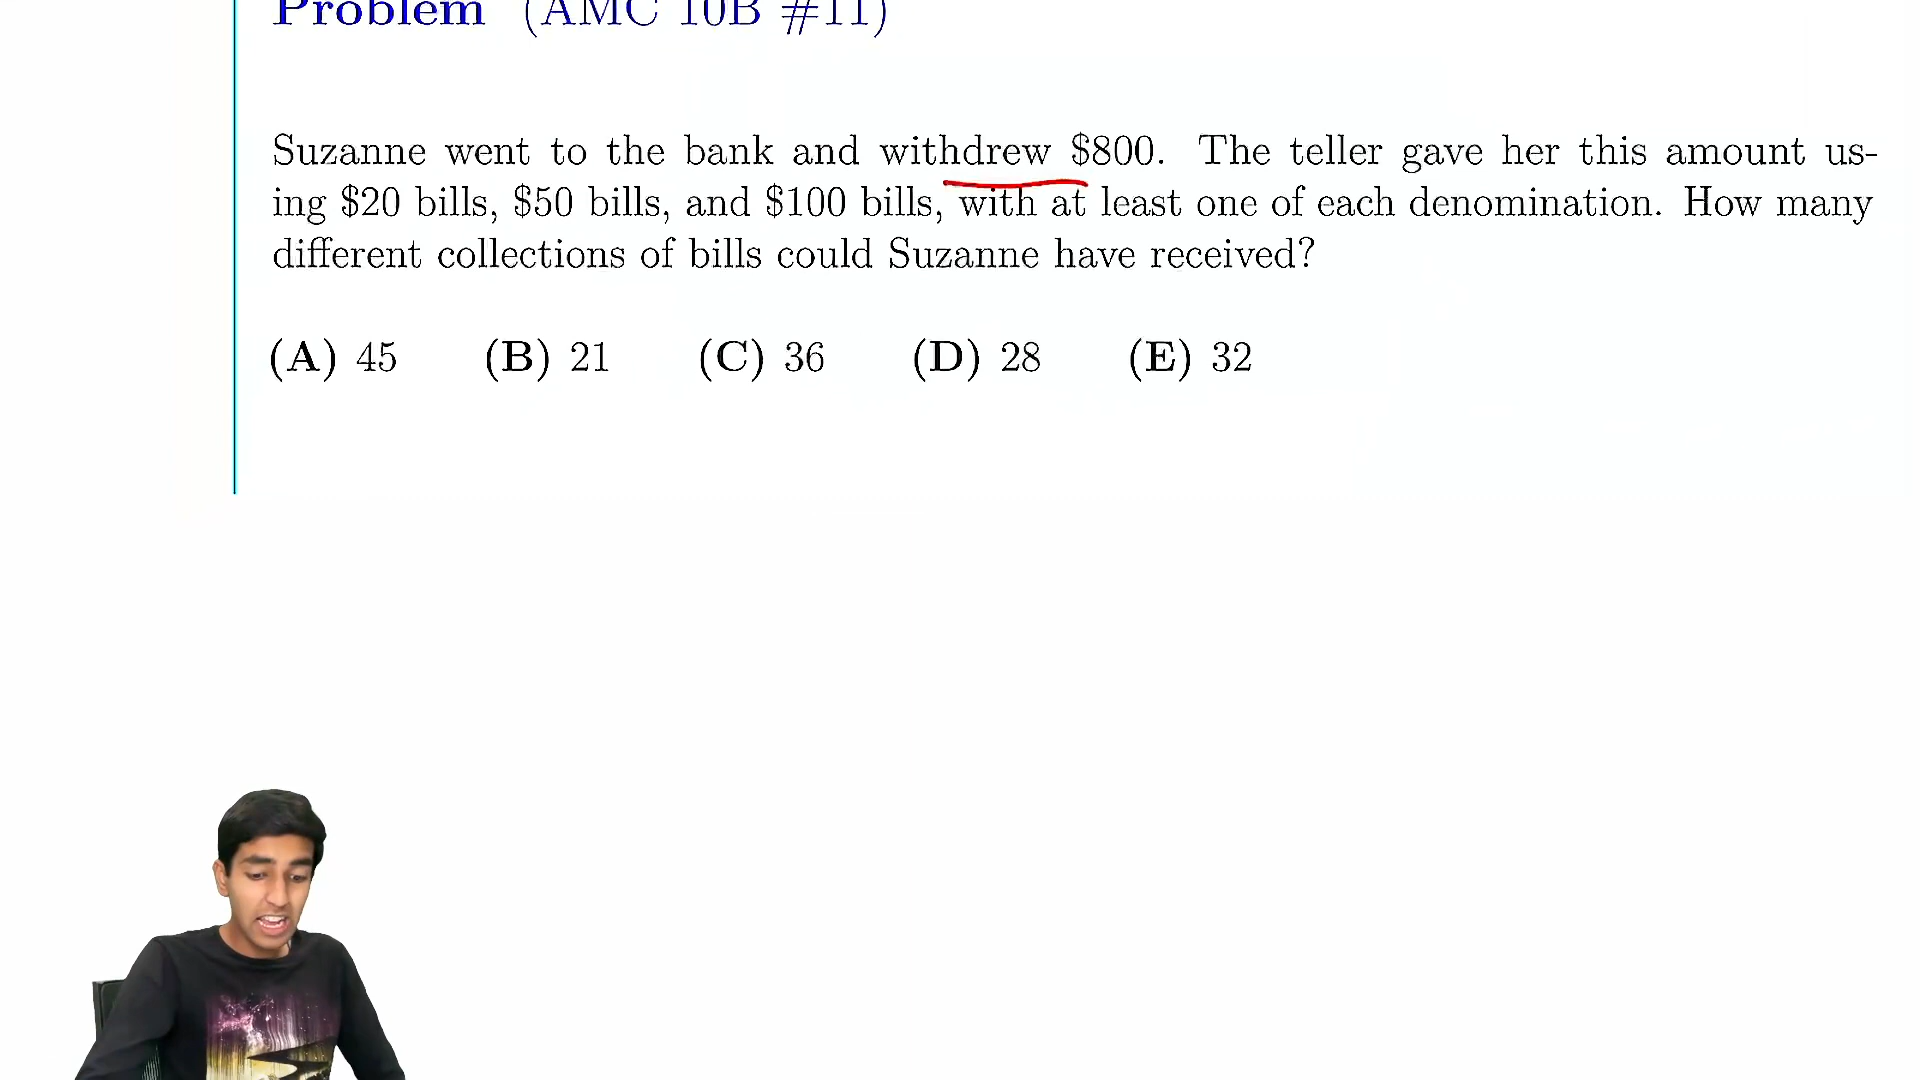 Problem (AMC 10B #11)
Suzanne went to the bank and withdrew $800. The teller gave her this amount us-
ing $20 bills, $50 bills, and $100 bills, with at least one of each denomination. How many
different collections of bills could Suzanne have received?
(A) 45 (B) 21 (C) 36 (D) 28 (E) 32